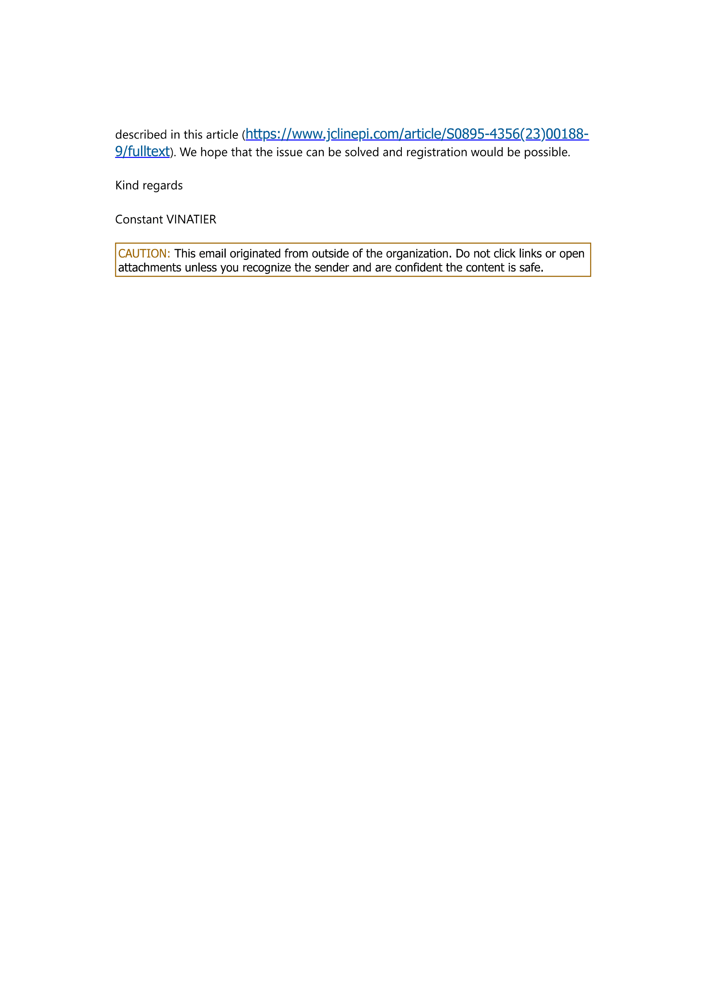 described in this article (https://www.jclinepi.com/article/S0895-4356(23)00188-
9/fulltext). We hope that the issue can be solved and registration would be possible.
Kind regards
Constant VINATIER
CAUTION: This email originated from outside of the organization. Do not click links or open
attachments unless you recognize the sender and are confident the content is safe.